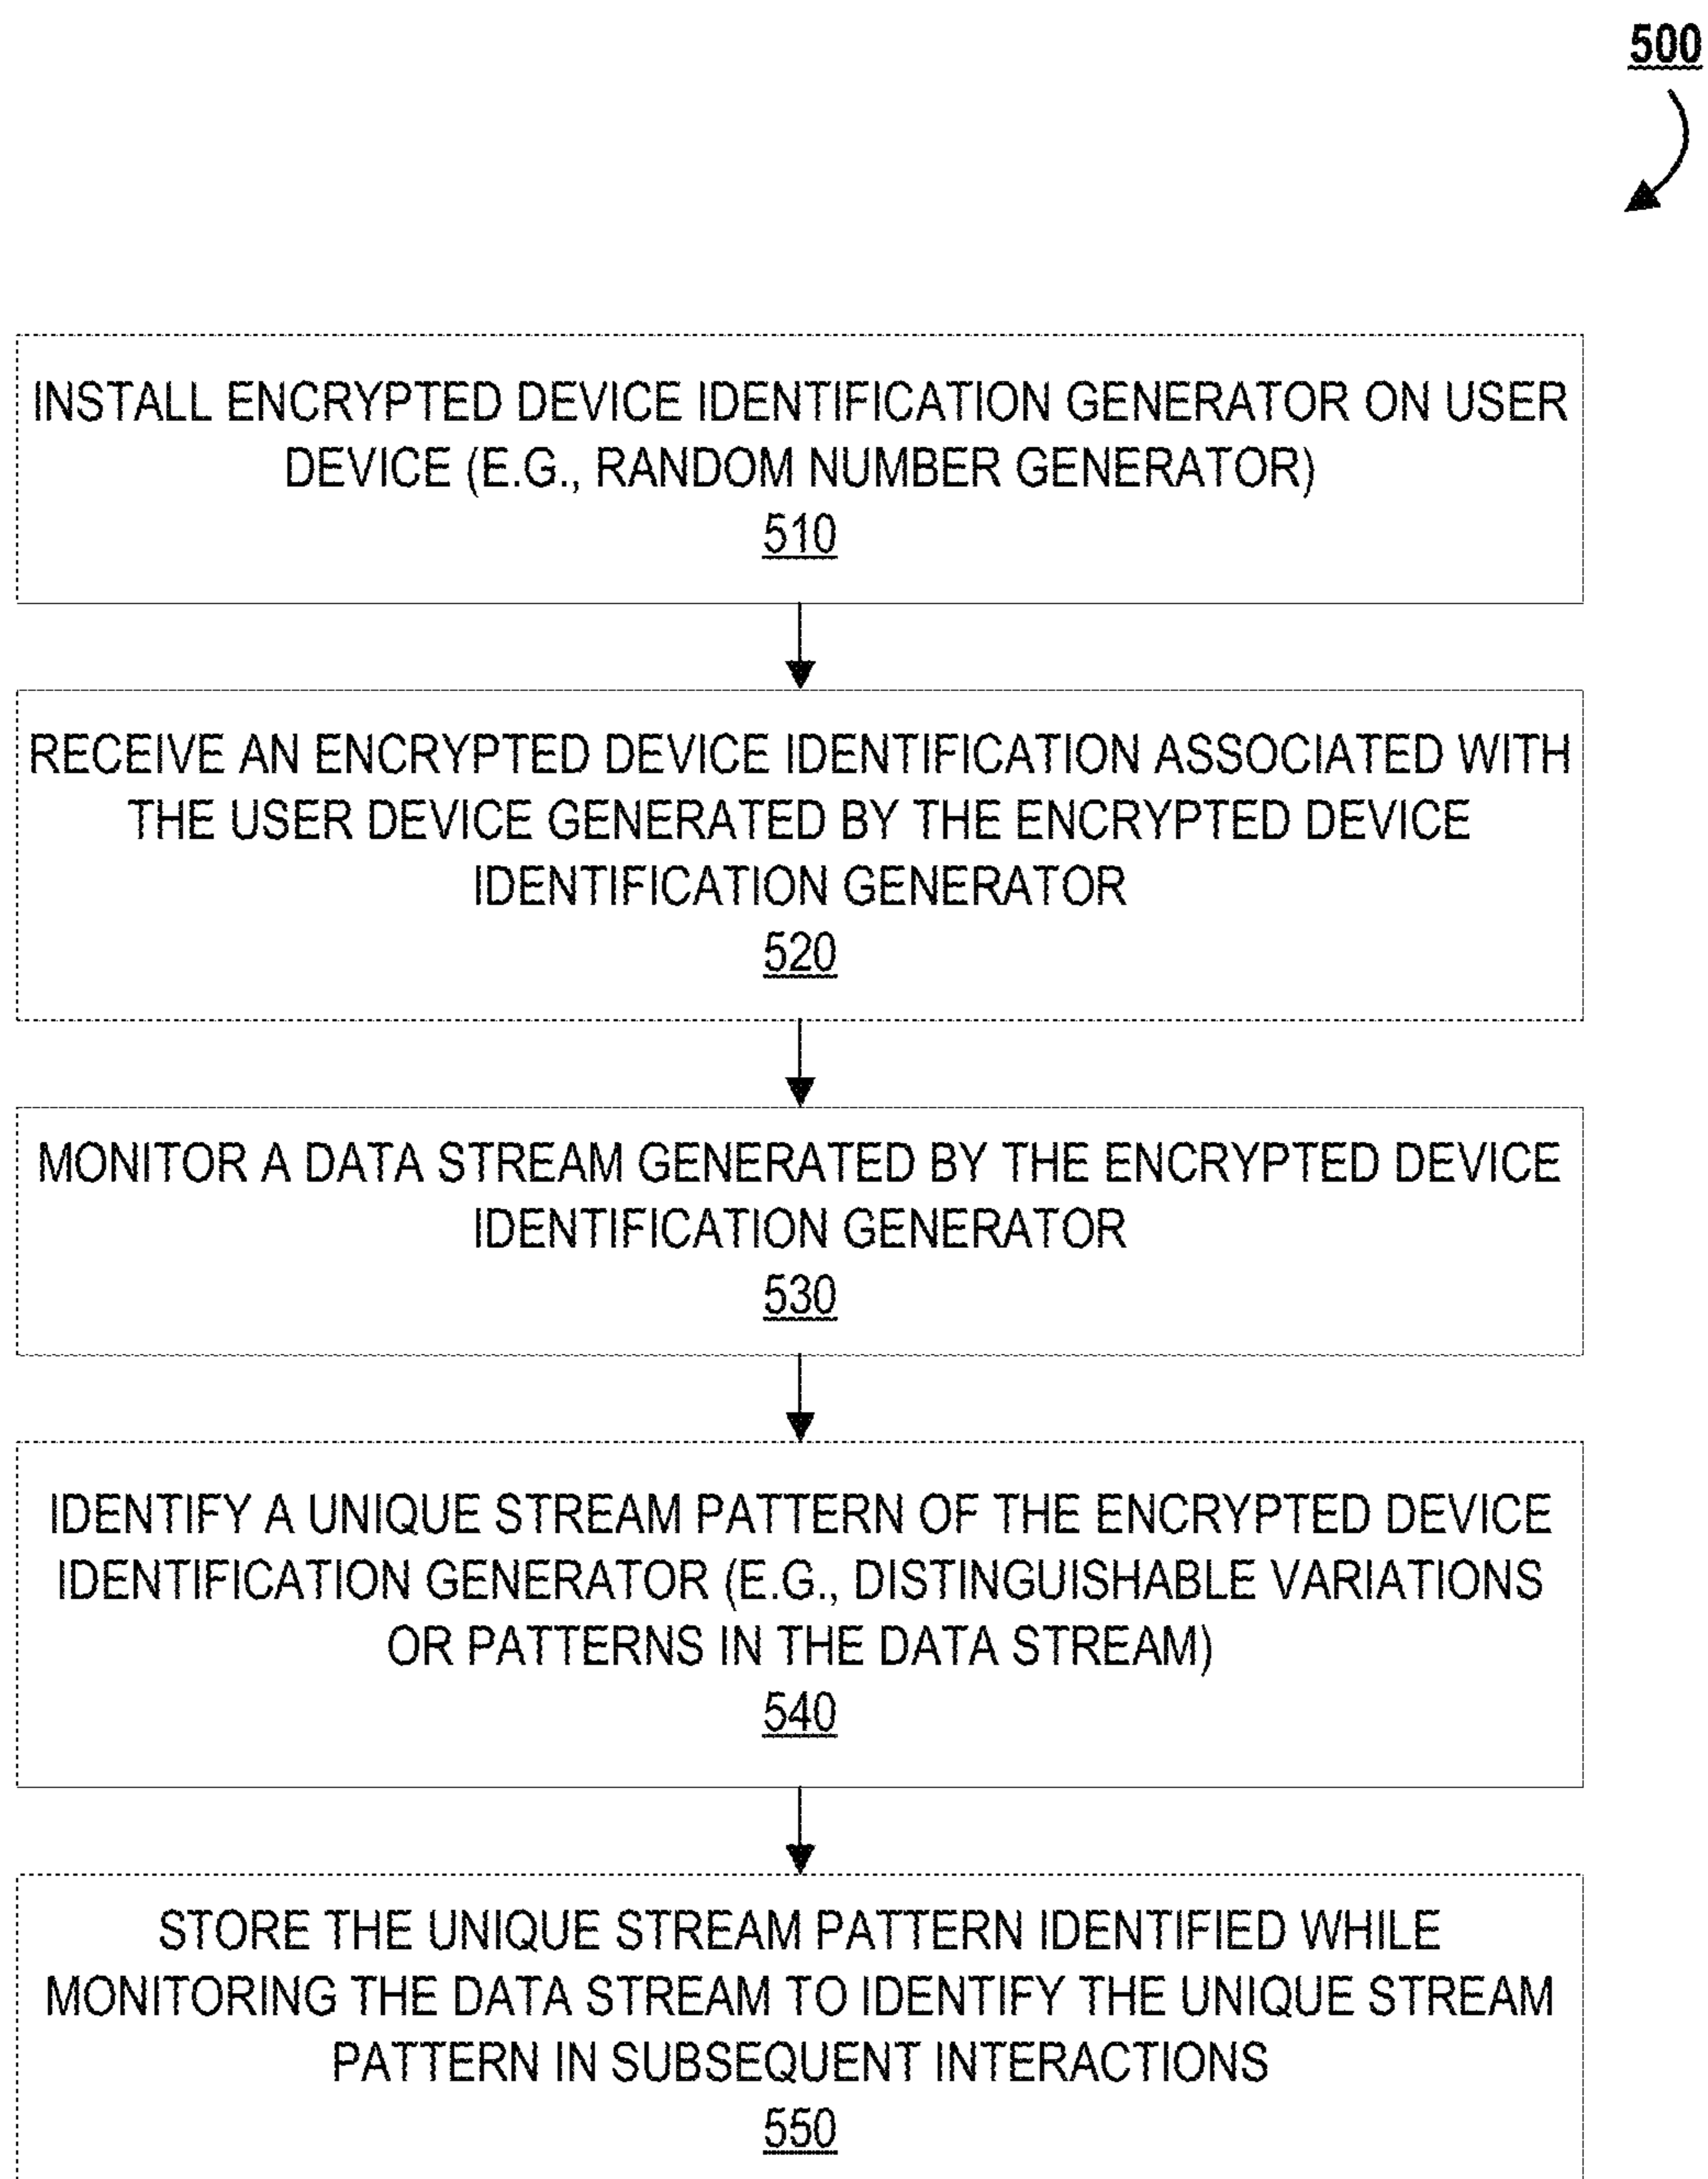 500
INSTALL ENCRYPTED DEVICE IDENTIFICATION GENERATOR ON USER
DEVICE (E.G., RANDOM NUMBER GENERATOR)
510
RECEIVE AN ENCRYPTED DEVICE IDENTIFICATION ASSOCIATED WITH
THE USER DEVICE GENERATED BY THE ENCRYPTED DEVICE
IDENTIFICATION GENERATOR
520
MONITOR A DATA STREAM GENERATED BY THE ENCRYPTED DEVICE
IDENTIFICATION GENERATOR
530
IDENTIFY A UNIQUE STREAM PATTERN OF THE ENCRYPTED DEVICE
IDENTIFICATION GENERATOR (E.G., DISTINGUISHABLE VARIATIONS
OR PATTERNS IN THE DATA STREAM)
540
STORE THE UNIQUE STREAM PATTERN IDENTIFIED WHILE
MONITORING THE DATA STREAM TO IDENTIFY THE UNIQUE STREAM
PATTERN IN SUBSEQUENT INTERACTIONS
550